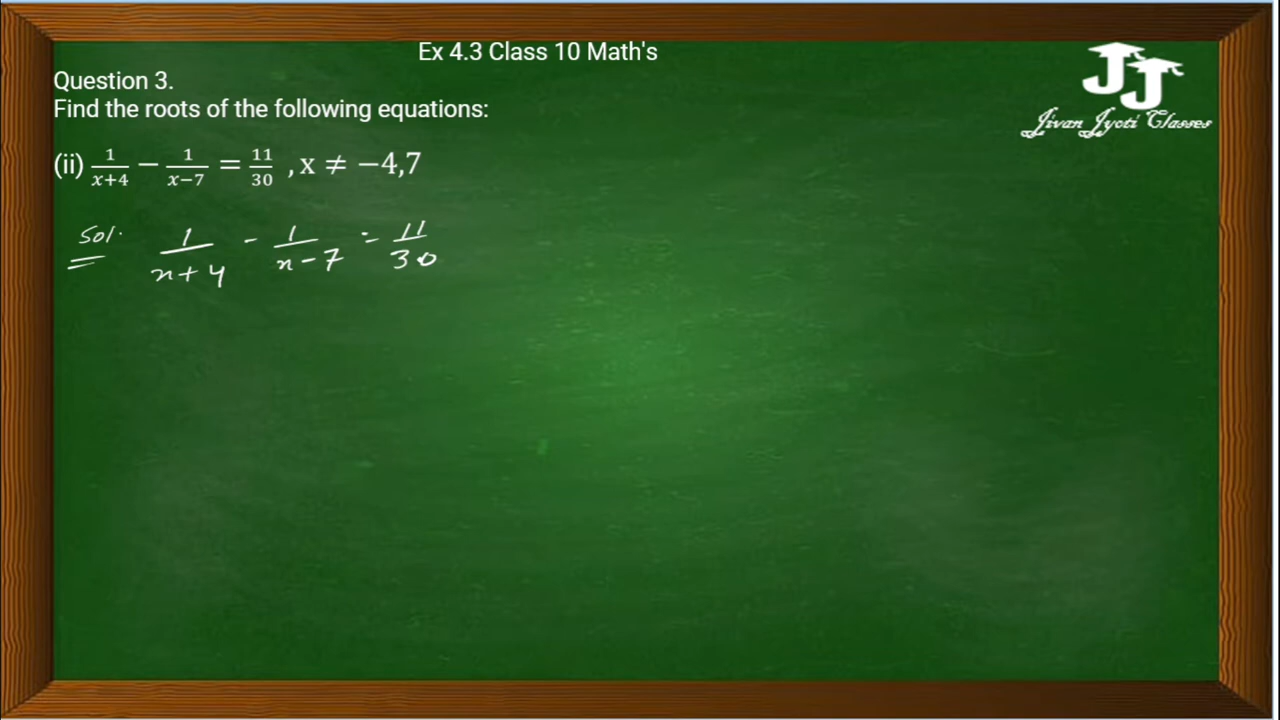 Ex 4.3 Class 10 Math's
JJ
Jivan Jyoti Classes
Question 3.
Find the roots of the following equations:
(ii) 1/(x+4) − 1/(x−7) = 11/30 , x ≠ −4,7
Sol. 1/(x+4) - 1/(x-7) = 11/30